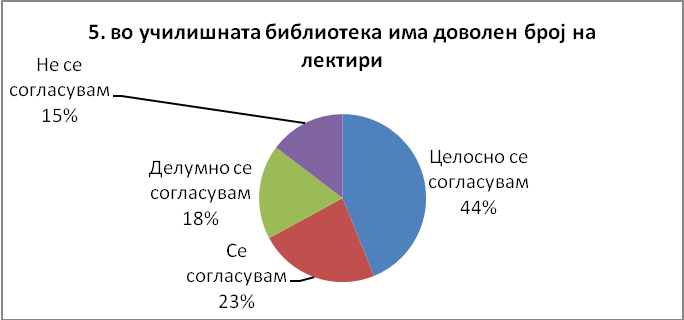 5. во училишната библиотека има доволен број на
лектири
Не се
согласувам
15%
Целосно се
согласувам
44%
Делумно се
согласувам
18%
Се
согласувам
23%